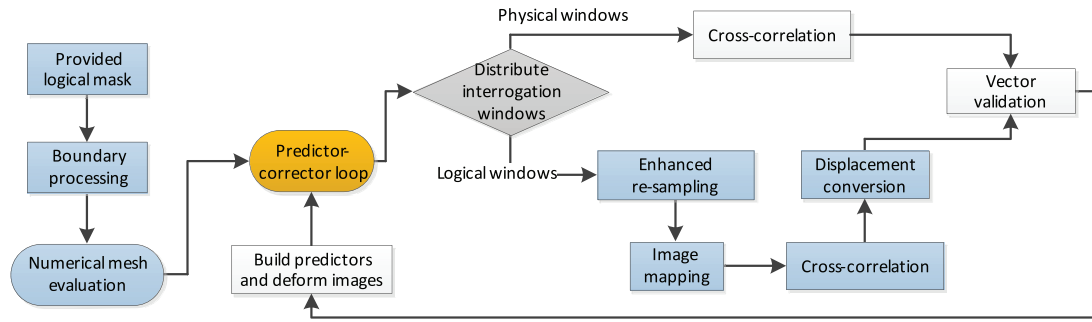 Provided
logical mask
Boundary
processing
Numerical mesh
evaluation
Predictor-
corrector loop
Build predictors
and deform images
Distribute
interrogation
windows
Physical windows
Cross-correlation
Logical windows
Enhanced
re-sampling
Image
mapping
Cross-correlation
Displacement
conversion
Vector
validation